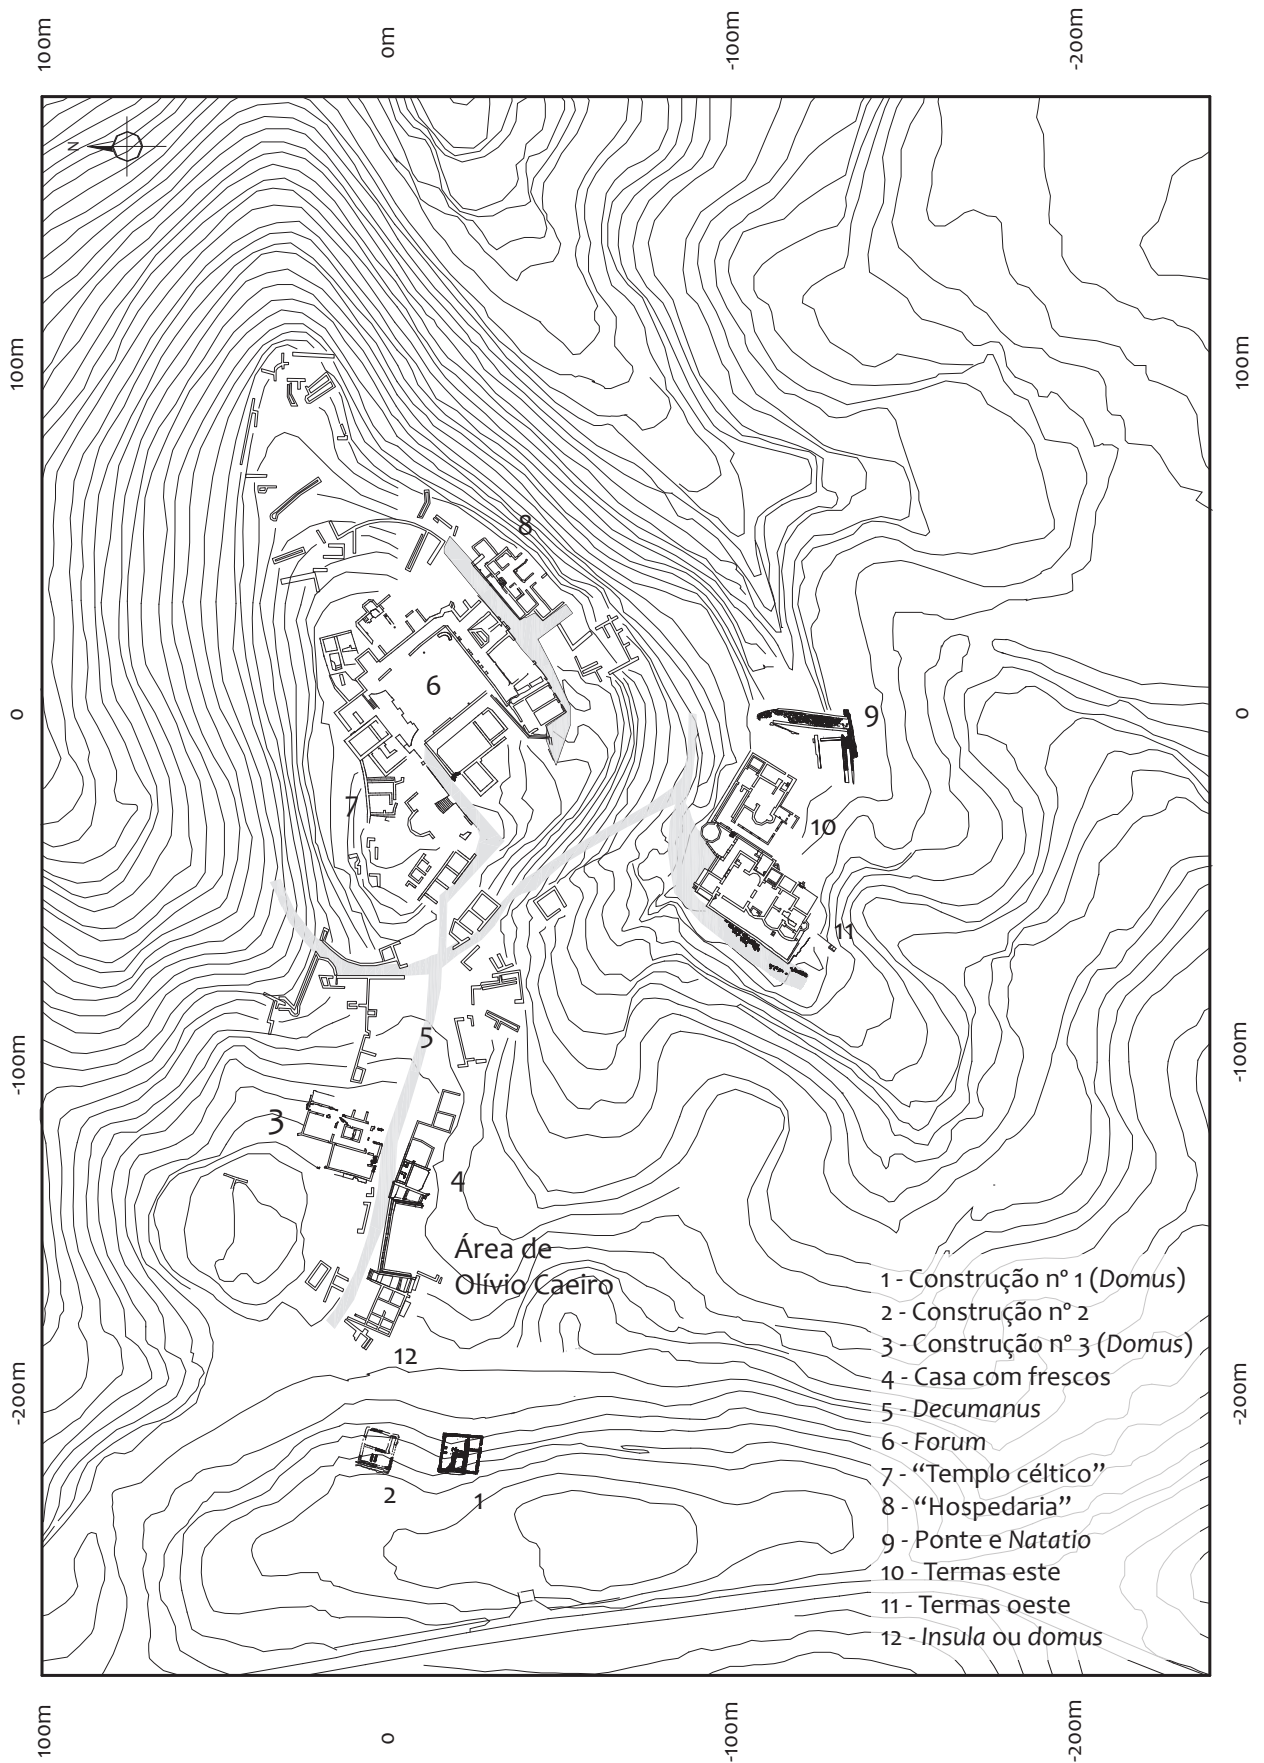 100m
0m
-100m
-200m
N
100m
100m
8
6
9
0
0
7
10
11
5
-100m
-100m
3
4
Área de
Olívio Caeiro
1 - Construção nº 1 (Domus)
2 - Construção nº 2
3 - Construção nº 3 (Domus)
12
4 - Casa com frescos
-200m
-200m
5 - Decumanus
6 - Forum
7 - “Templo céltico”
2
1
8 - “Hospedaria”
9 - Ponte e Natatio
10 - Termas este
11 - Termas oeste
12 - Insula ou domus
100m
0
-100m
-200m